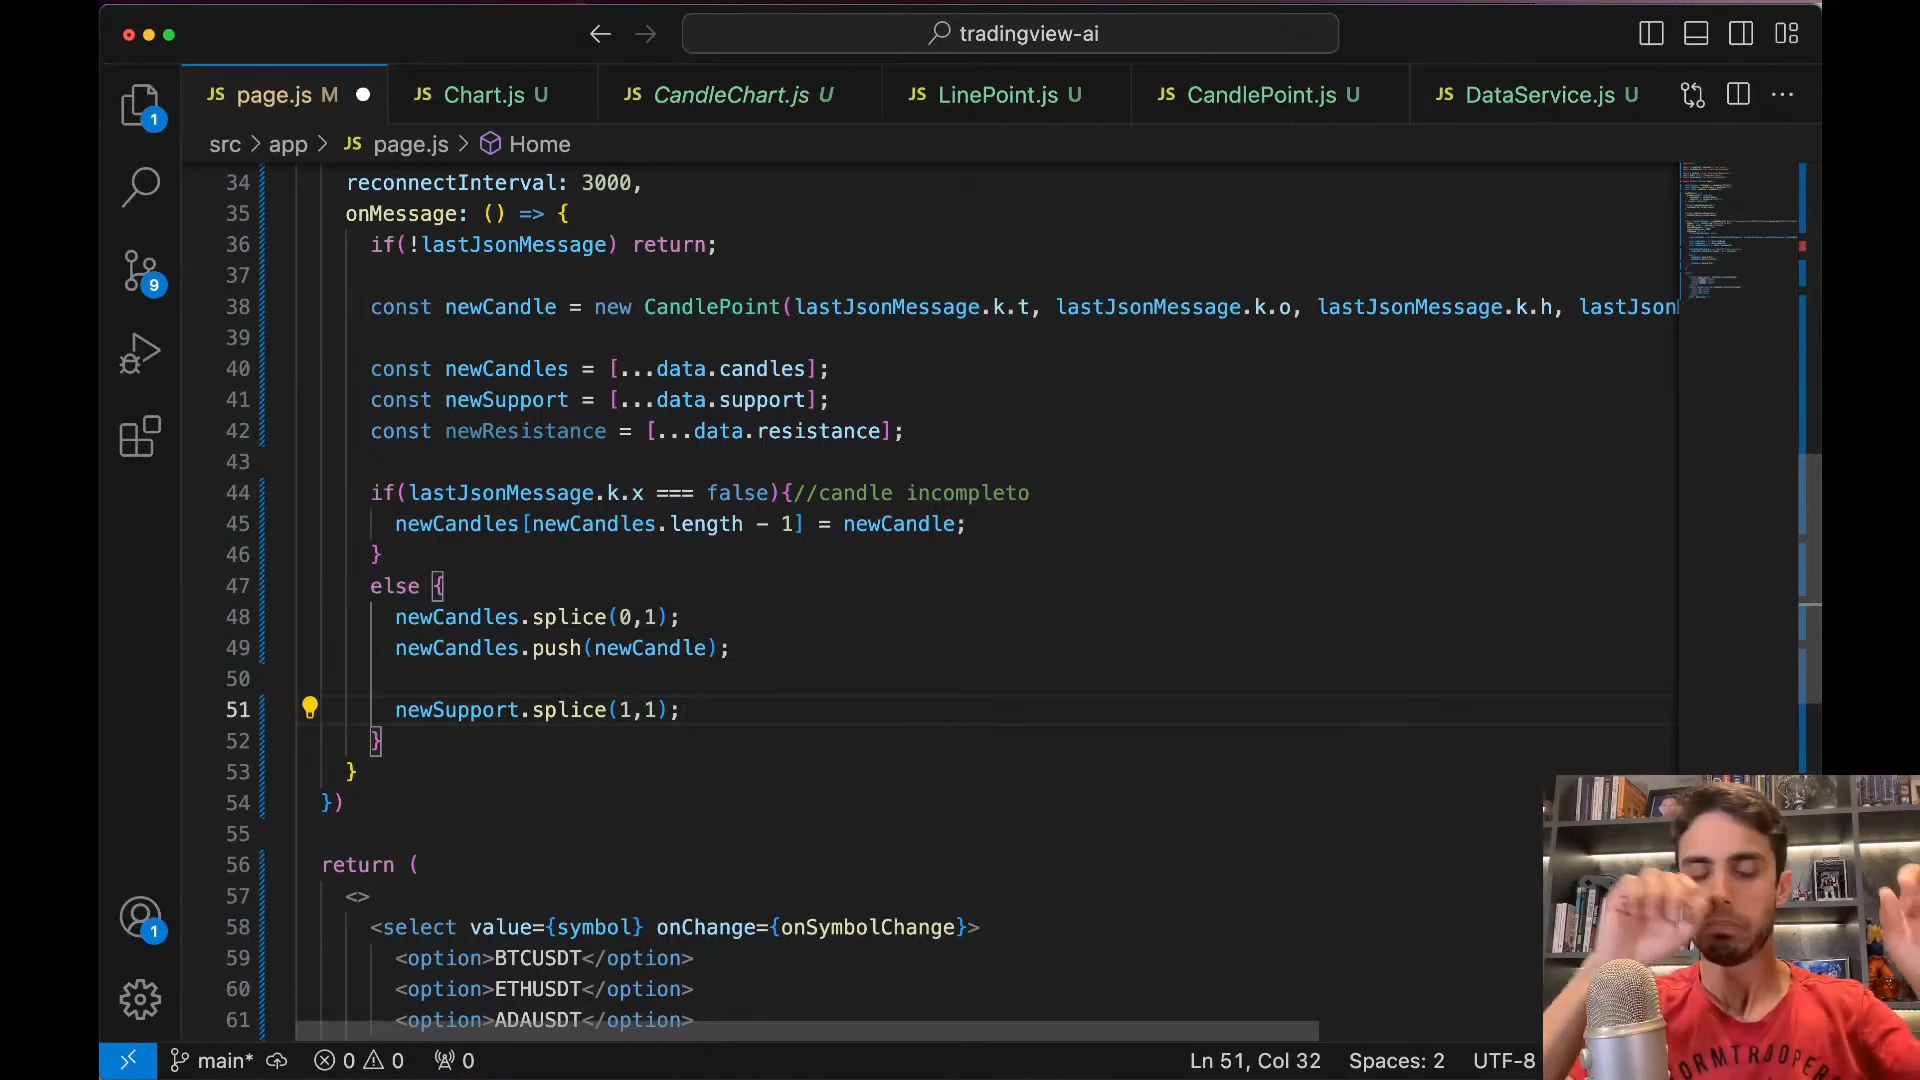 tradingview-ai
JS page.js M
JS Chart.js U
JS CandleChart.js U
JS LinePoint.js U
JS CandlePoint.js U
JS DataService.js U
1
src > app > JS page.js > Home
34 reconnectInterval: 3000,
35 onMessage: () => {
36 if(!lastJsonMessage) return;
37
38 const newCandle = new CandlePoint(lastJsonMessage.k.t, lastJsonMessage.k.o, lastJsonMessage.k.h, lastJson
39
40 const newCandles = [...data.candles];
41 const newSupport = [...data.support];
42 const newResistance = [...data.resistance];
43
44 if(lastJsonMessage.k.x === false){//candle incompleto
45 newCandles[newCandles.length - 1] = newCandle;
46 }
47 else {
48 newCandles.splice(0,1);
49 newCandles.push(newCandle);
50
51 newSupport.splice(1,1);
52 }
53 }
54 })
55
56 return (
57 <>
58 <select value={symbol} onChange={onSymbolChange}>
59 <option>BTCUSDT</option>
60 <option>ETHUSDT</option>
61 <option>ADAUSDT</option>
9
1
main* 0 0 0
Ln 51, Col 32 Spaces: 2 UTF-8
ORMTROOPER